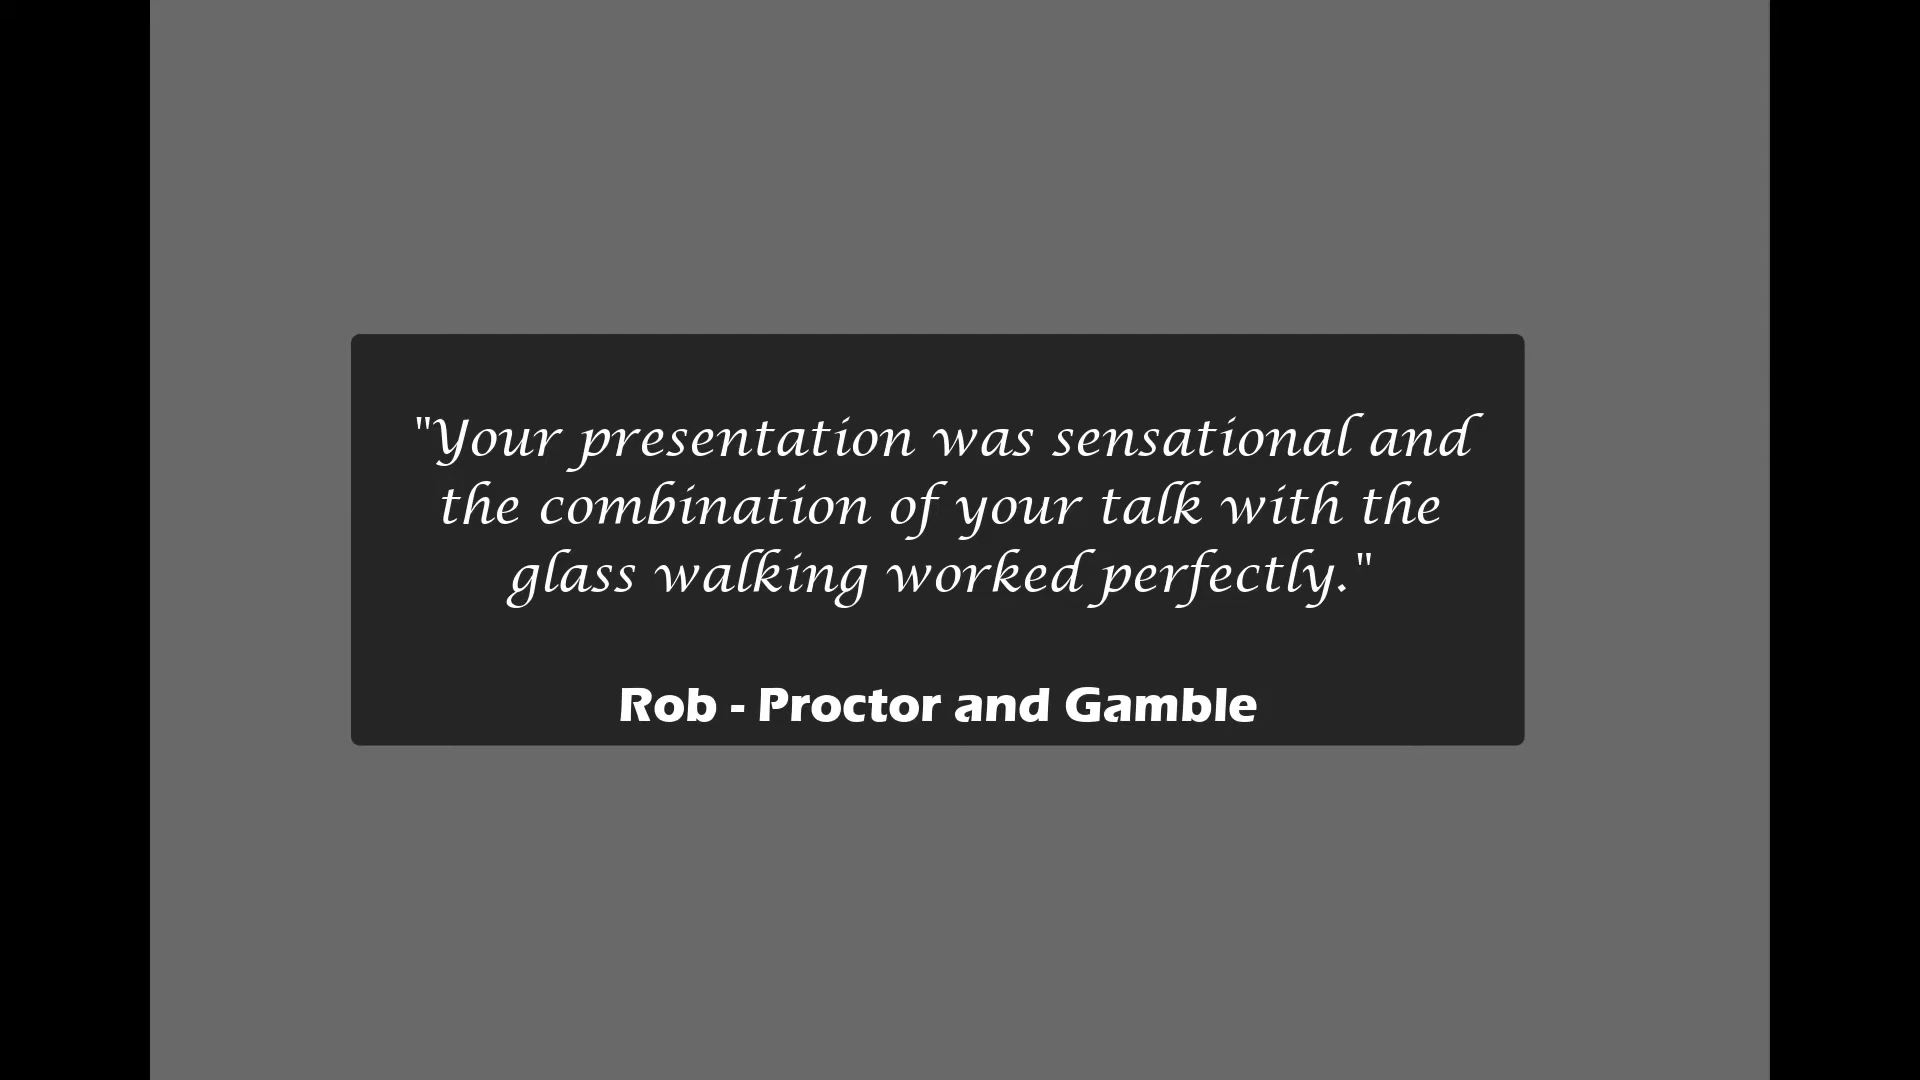 "Your presentation was sensational and
the combination of your talk with the
glass walking worked perfectly."
Rob - Proctor and Gamble